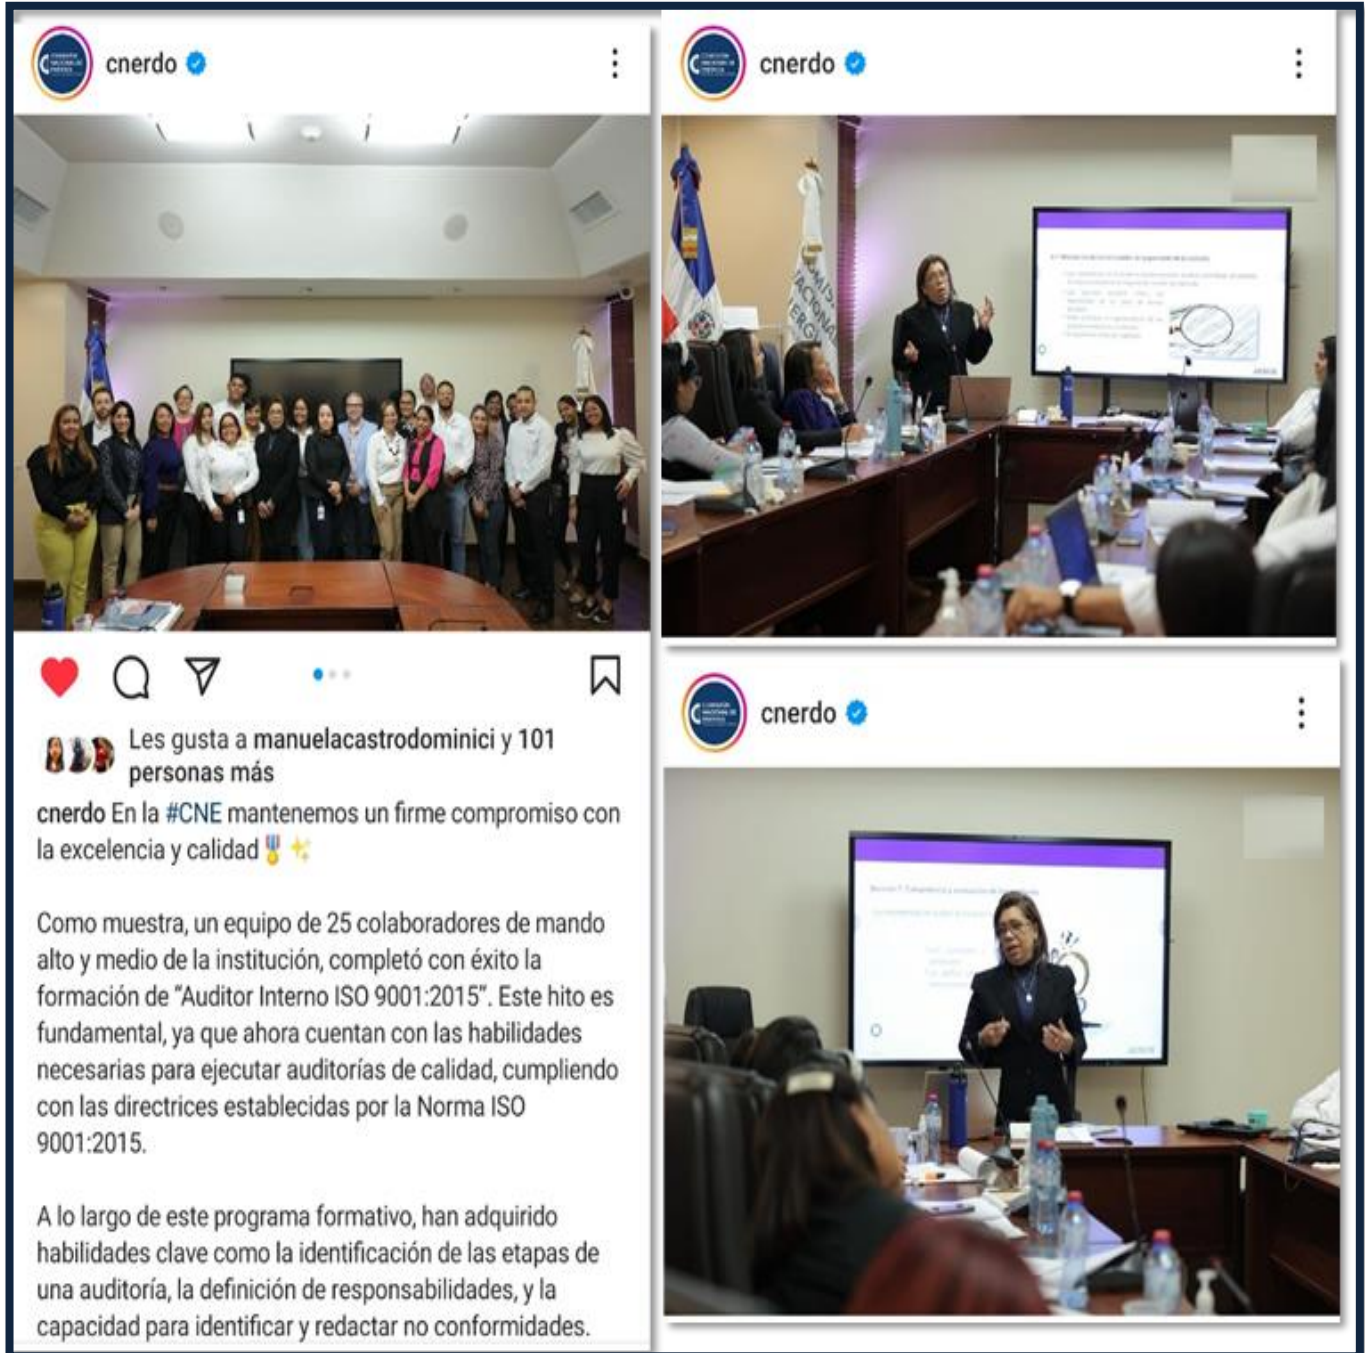 cnerdo
Les gusta a manuelacastrodominici y 101
personas más
cnerdo En la #CNE mantenemos un firme compromiso con
la excelencia y calidad🎖️✨
Como muestra, un equipo de 25 colaboradores de mando
alto y medio de la institución, completó con éxito la
formación de “Auditor Interno ISO 9001:2015”. Este hito es
fundamental, ya que ahora cuentan con las habilidades
necesarias para ejecutar auditorías de calidad, cumpliendo
con las directrices establecidas por la Norma ISO
9001:2015.
A lo largo de este programa formativo, han adquirido
habilidades clave como la identificación de las etapas de
una auditoría, la definición de responsabilidades, y la
capacidad para identificar y redactar no conformidades.
cnerdo
cnerdo